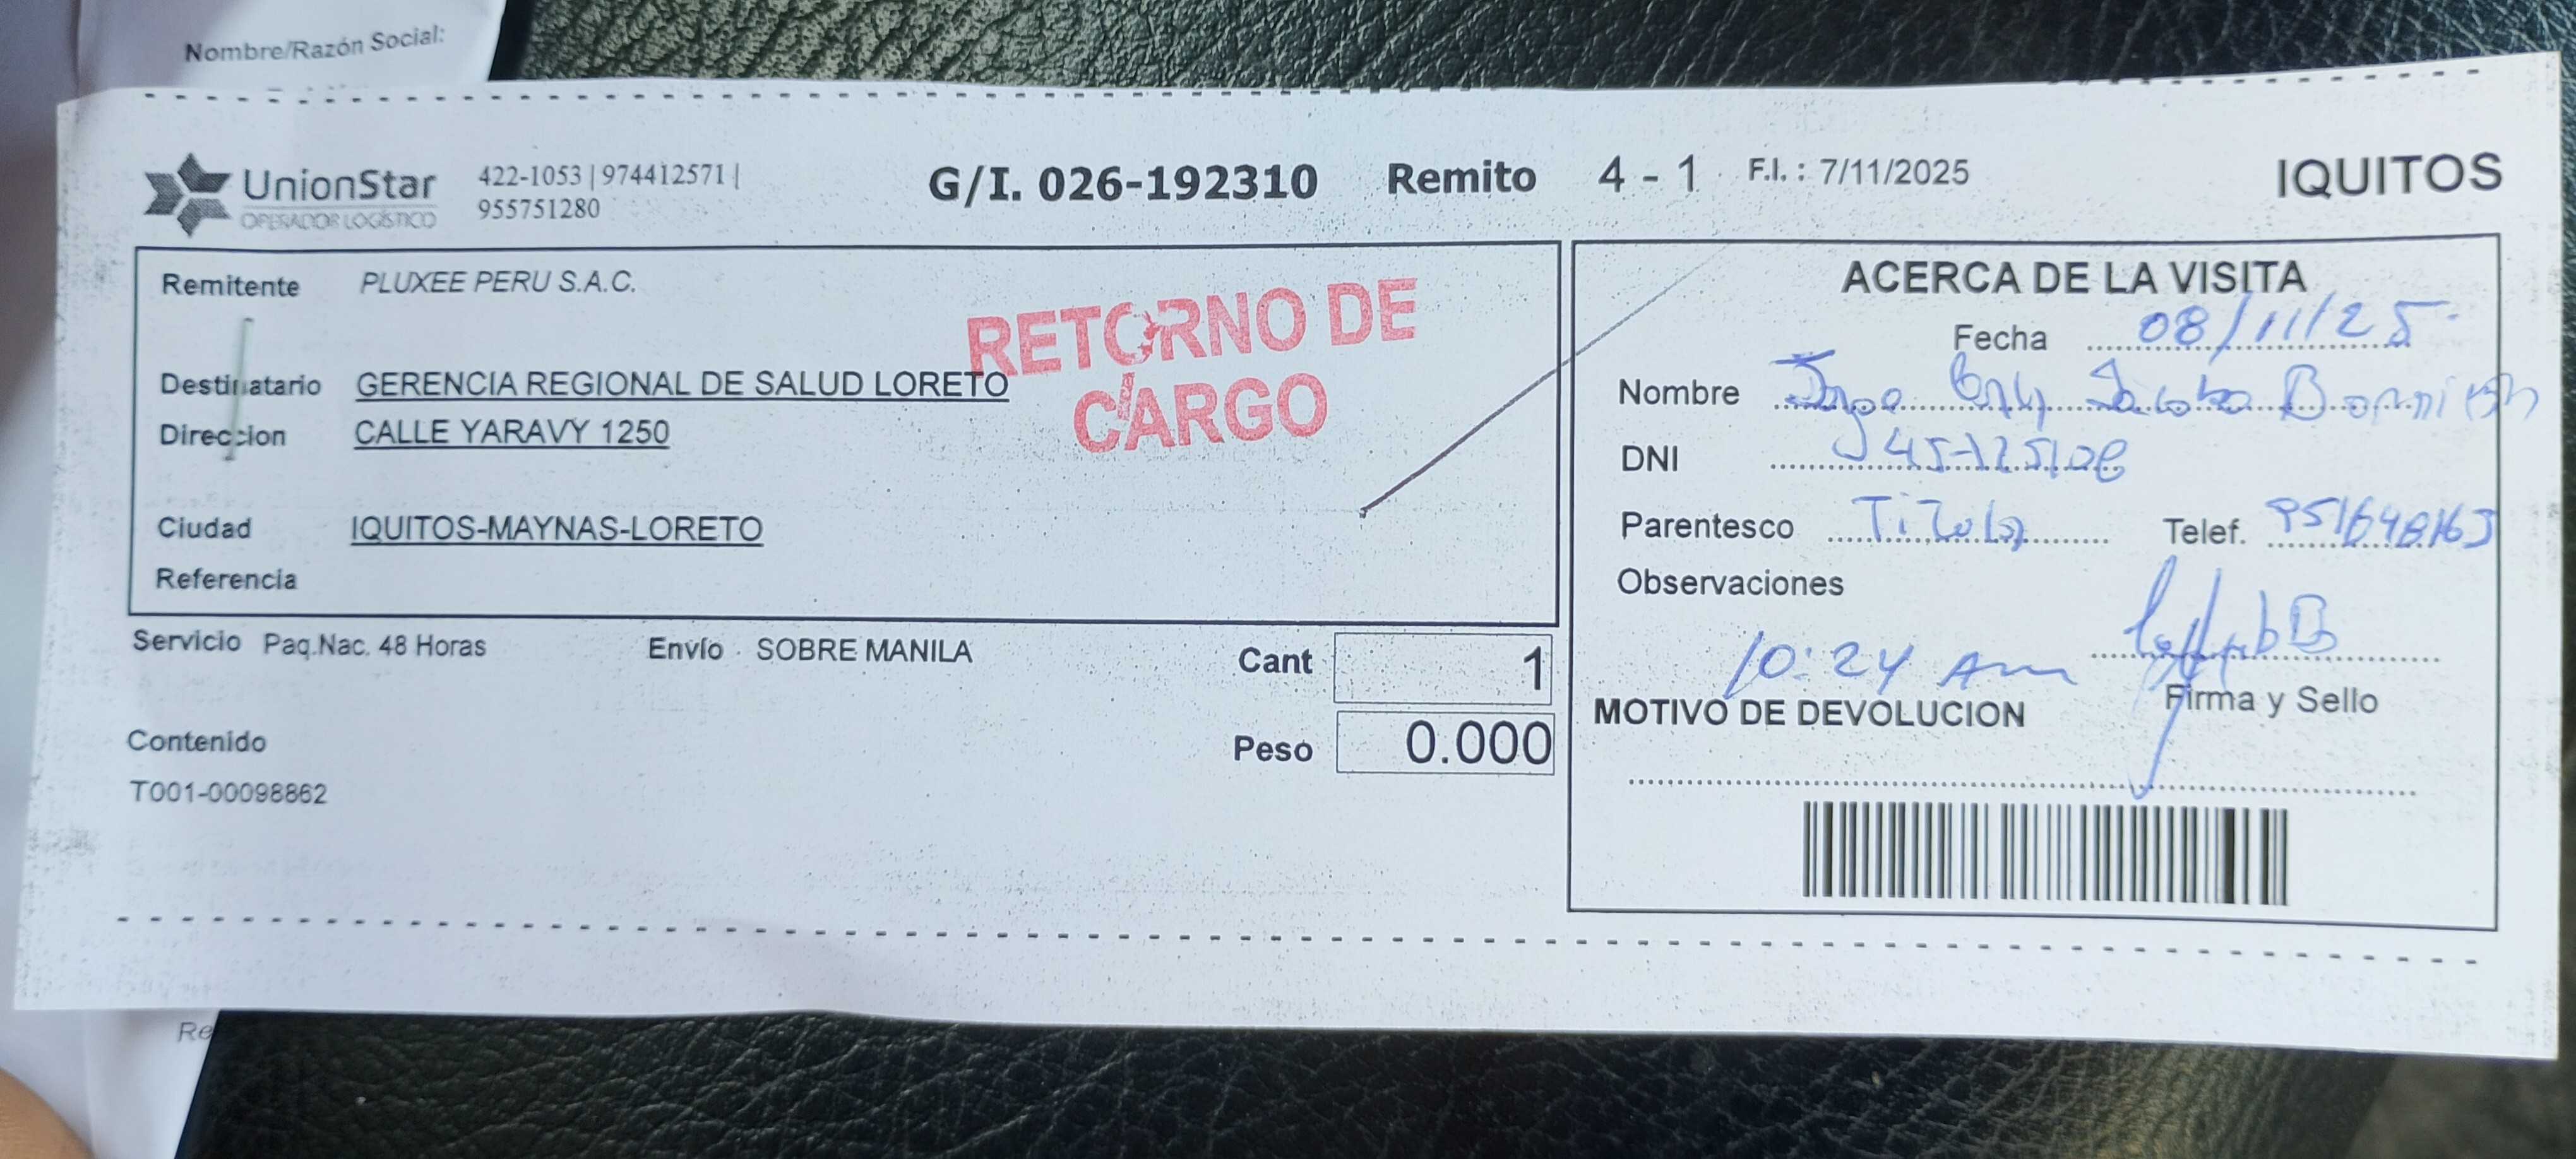 Nombre/Razón Social:
UnionStar
OPERADOR LOGÍSTICO
422-1053 | 974412571 |
955751280
G/I. 026-192310 Remito 4 - 1 F.I. : 7/11/2025 IQUITOS
Remitente PLUXEE PERU S.A.C.
RETORNO DE
CARGO
Destinatario GERENCIA REGIONAL DE SALUD LORETO
Direccion CALLE YARAVY 1250
Ciudad IQUITOS-MAYNAS-LORETO
Referencia
Servicio Paq.Nac. 48 Horas Envío SOBRE MANILA Cant 1
Peso 0.000
Contenido
T001-00098862
ACERCA DE LA VISITA
Fecha 08/11/25
Nombre
DNI
Parentesco Titular Telef. 951648163
Observaciones
10:24 Am
Firma y Sello
MOTIVO DE DEVOLUCION
Re